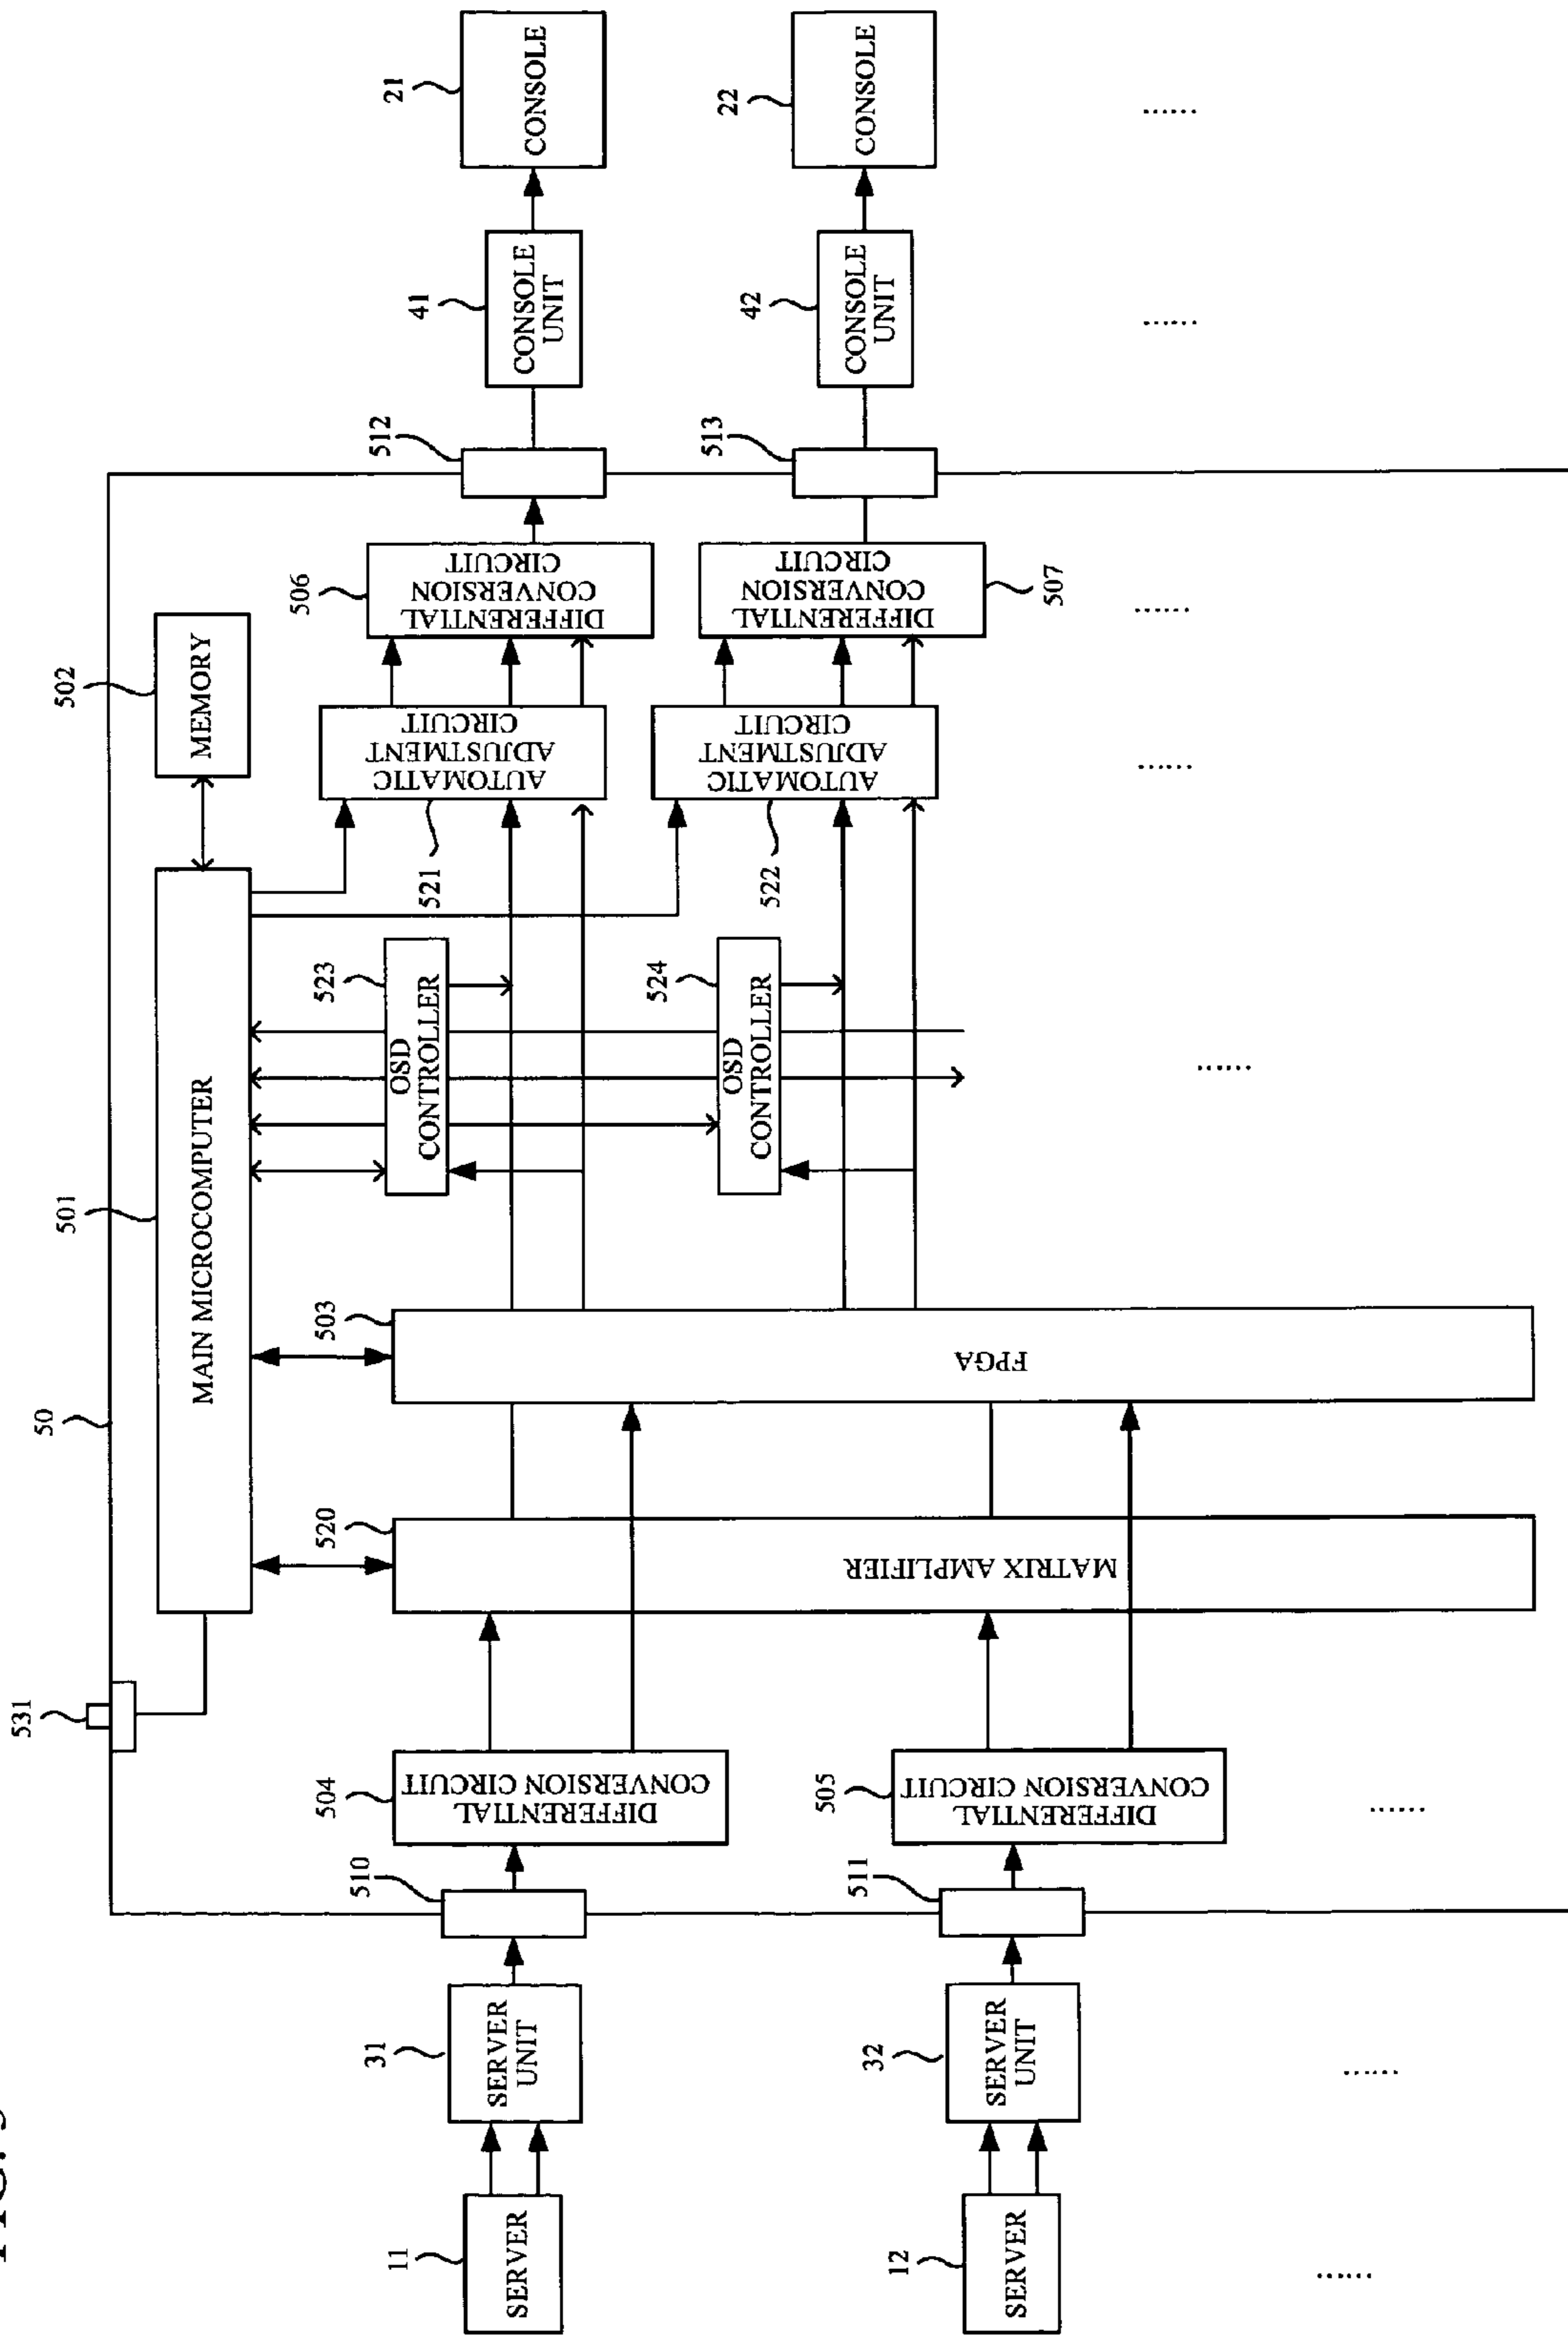 FIG.
531
50
501
502
MAIN MICROCOMPUTER
MEMORY
11
SERVER
31
SERVER
UNIT
510
504
DIFFERENTIAL
CONVERSION CIRCUIT
520
MATRIX AMPLIFIER
503
FPGA
523
OSD
CONTROLLER
521
AUTOMATIC
ADJUSTMENT
CIRCUIT
506
DIFFERENTIAL
CONVERSION
CIRCUIT
512
41
CONSOLE
UNIT
21
CONSOLE
12
SERVER
32
SERVER
UNIT
511
505
DIFFERENTIAL
CONVERSION CIRCUIT
524
OSD
CONTROLLER
522
AUTOMATIC
ADJUSTMENT
CIRCUIT
507
DIFFERENTIAL
CONVERSION
CIRCUIT
513
42
CONSOLE
UNIT
22
CONSOLE
......
......
......
......
......
......
......
......